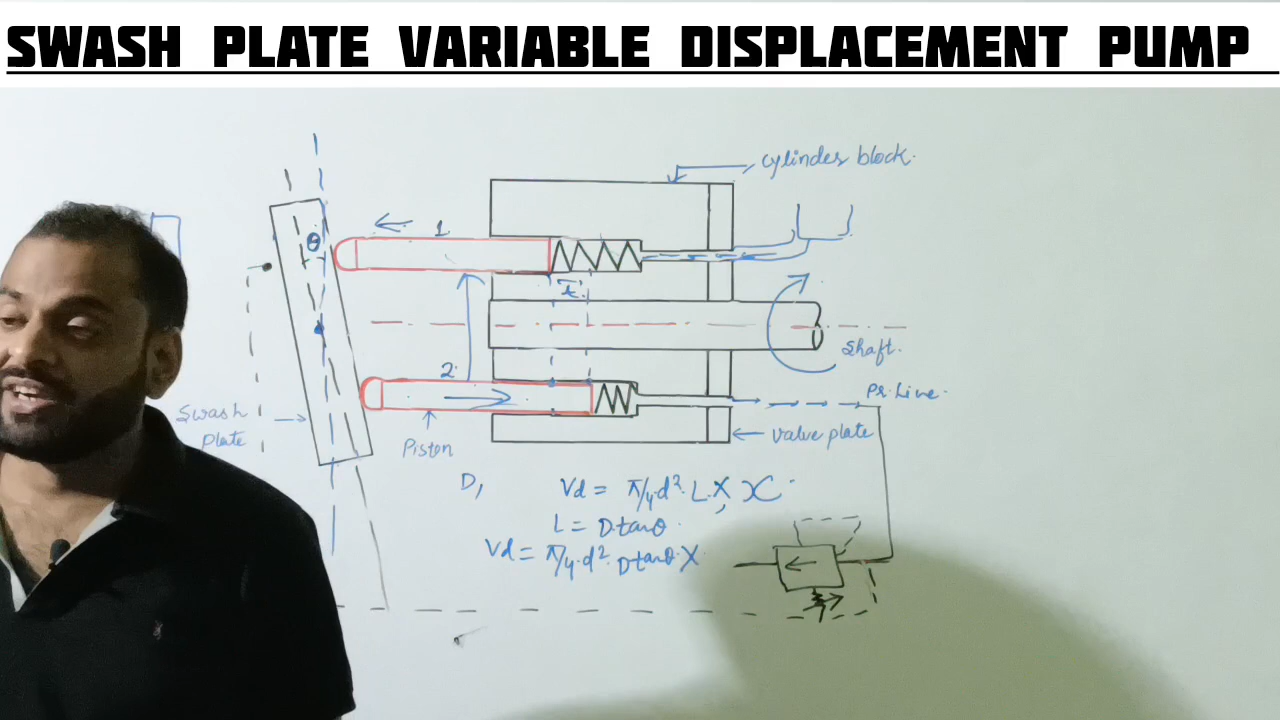 SWASH PLATE VARIABLE DISPLACEMENT PUMP
cylinder block.
θ
1
L
shaft.
2
Pr. Line.
Swash
plate
Piston
valve plate
D,
Vd = π/4 d². L. X, X
L = D tanθ.
Vd = π/4. d². D tanθ. X